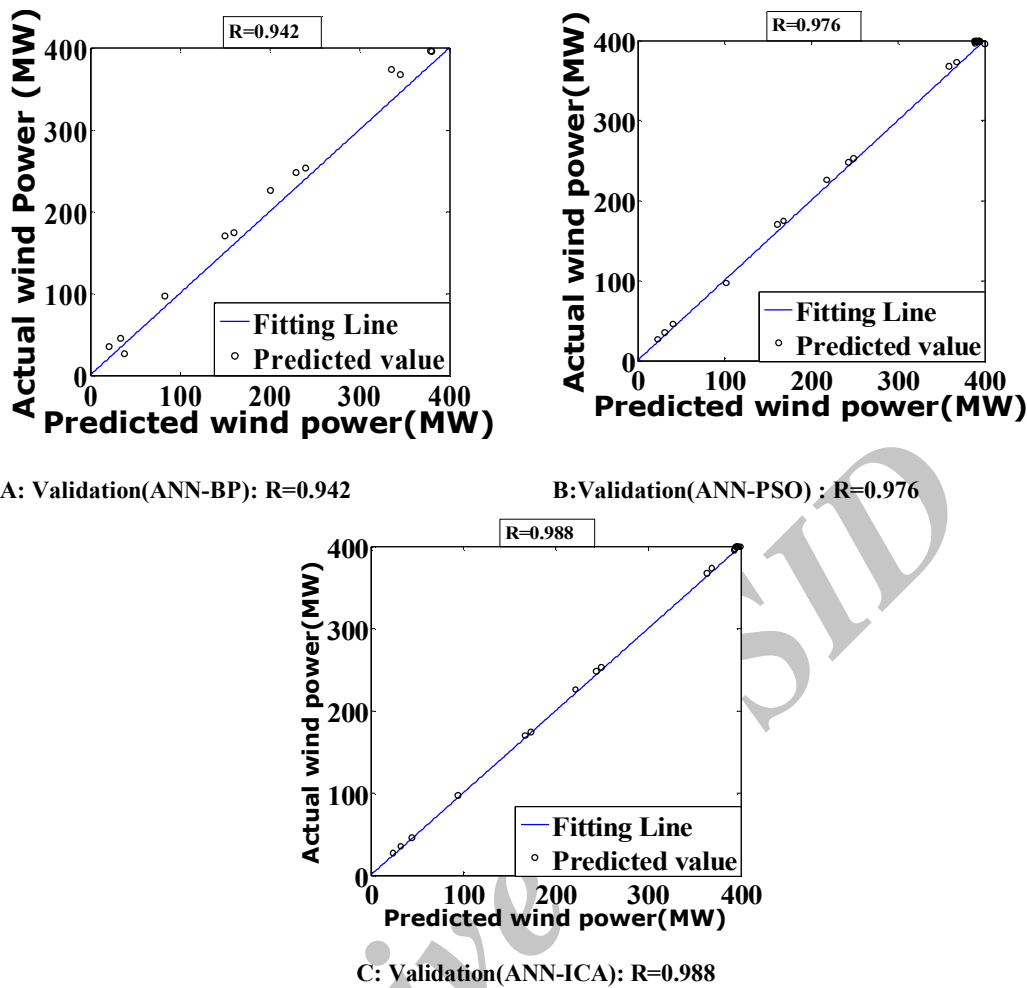 R=0.942
400
300
200
100
0
0 100 200 300 400
Actual wind Power (MW)
Predicted wind power(MW)
Fitting Line
Predicted value
A: Validation(ANN-BP): R=0.942
R=0.976
400
300
200
100
0
0 100 200 300 400
Actual wind power(MW)
Predicted wind power(MW)
Fitting Line
Predicted value
B:Validation(ANN-PSO) : R=0.976
R=0.988
400
300
200
100
0
0 100 200 300 400
Actual wind power(MW)
Predicted wind power(MW)
Fitting Line
Predicted value
C: Validation(ANN-ICA): R=0.988
ive
SID